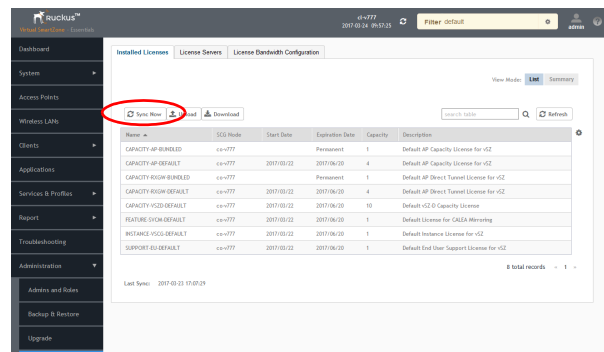 Ruckus™
Virtual SmartZone - Essentials
cl-v777
2017-03-24 09:57:25
Filter default
admin
Dashboard
System
Access Points
Wireless LANs
Clients
Applications
Services & Profiles
Report
Troubleshooting
Administration
Admins and Roles
Backup & Restore
Upgrade
Installed Licenses License Servers License Bandwidth Configuration
View Mode: List Summary
Sync Now Upload Download search table Refresh
Name SCG Node Start Date Expiration Date Capacity Description
CAPACITY-AP-BUNDLED co-v777 Permanent 1 Default AP Capacity License for vSZ
CAPACITY-AP-DEFAULT co-v777 2017/03/22 2017/06/20 4 Default AP Capacity License for vSZ
CAPACITY-RXGW-BUNDLED co-v777 Permanent 1 Default AP Direct Tunnel License for vSZ
CAPACITY-RXGW-DEFAULT co-v777 2017/03/22 2017/06/20 4 Default AP Direct Tunnel License for vSZ
CAPACITY-VSZD-DEFAULT co-v777 2017/03/22 2017/06/20 10 Default vSZ-D Capacity License
FEATURE-SVCM-DEFAULT co-v777 2017/03/22 2017/06/20 1 Default License for CALEA Mirroring
INSTANCE-VSCG-DEFAULT co-v777 2017/03/22 2017/06/20 1 Default Instance License for vSZ
SUPPORT-EU-DEFAULT co-v777 2017/03/22 2017/06/20 1 Default End User Support License for vSZ
8 total records 1
Last Sync: 2017-03-23 17:07:29